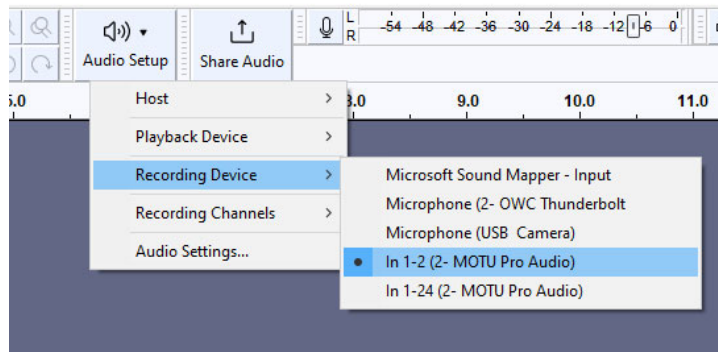 L
R
-54 -48 -42 -36 -30 -24 -18 -12 -6 0
Audio Setup
Share Audio
5.0
8.0 9.0 10.0 11.0
Host
Playback Device
Recording Device
Recording Channels
Audio Settings...
Microsoft Sound Mapper - Input
Microphone (2- OWC Thunderbolt
Microphone (USB  Camera)
In 1-2 (2- MOTU Pro Audio)
In 1-24 (2- MOTU Pro Audio)